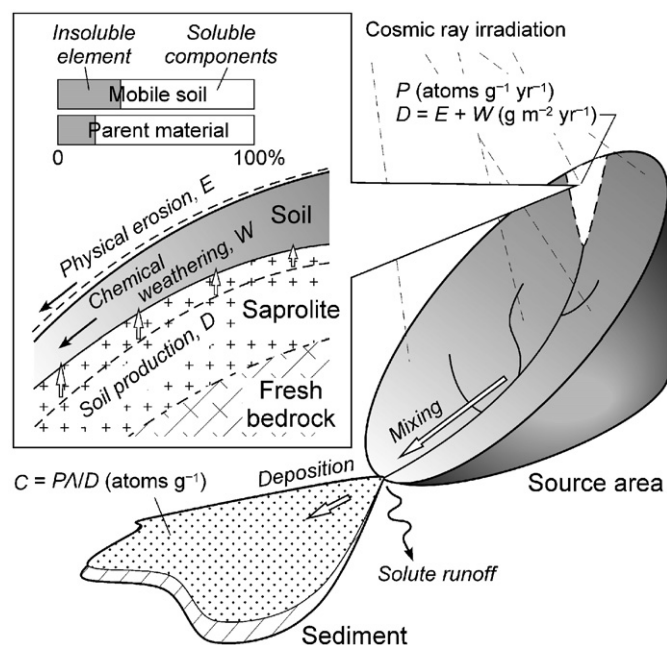 Insoluble element
Soluble components
Mobile soil
Parent material
0
100%
Physical erosion, E
Soil
Chemical weathering, W
Saprolite
Soil production, D
Fresh bedrock
Cosmic ray irradiation
P (atoms g⁻¹ yr⁻¹)
D = E + W (g m⁻² yr⁻¹)
Mixing
Source area
Deposition
C = PΛ/D (atoms g⁻¹)
Solute runoff
Sediment